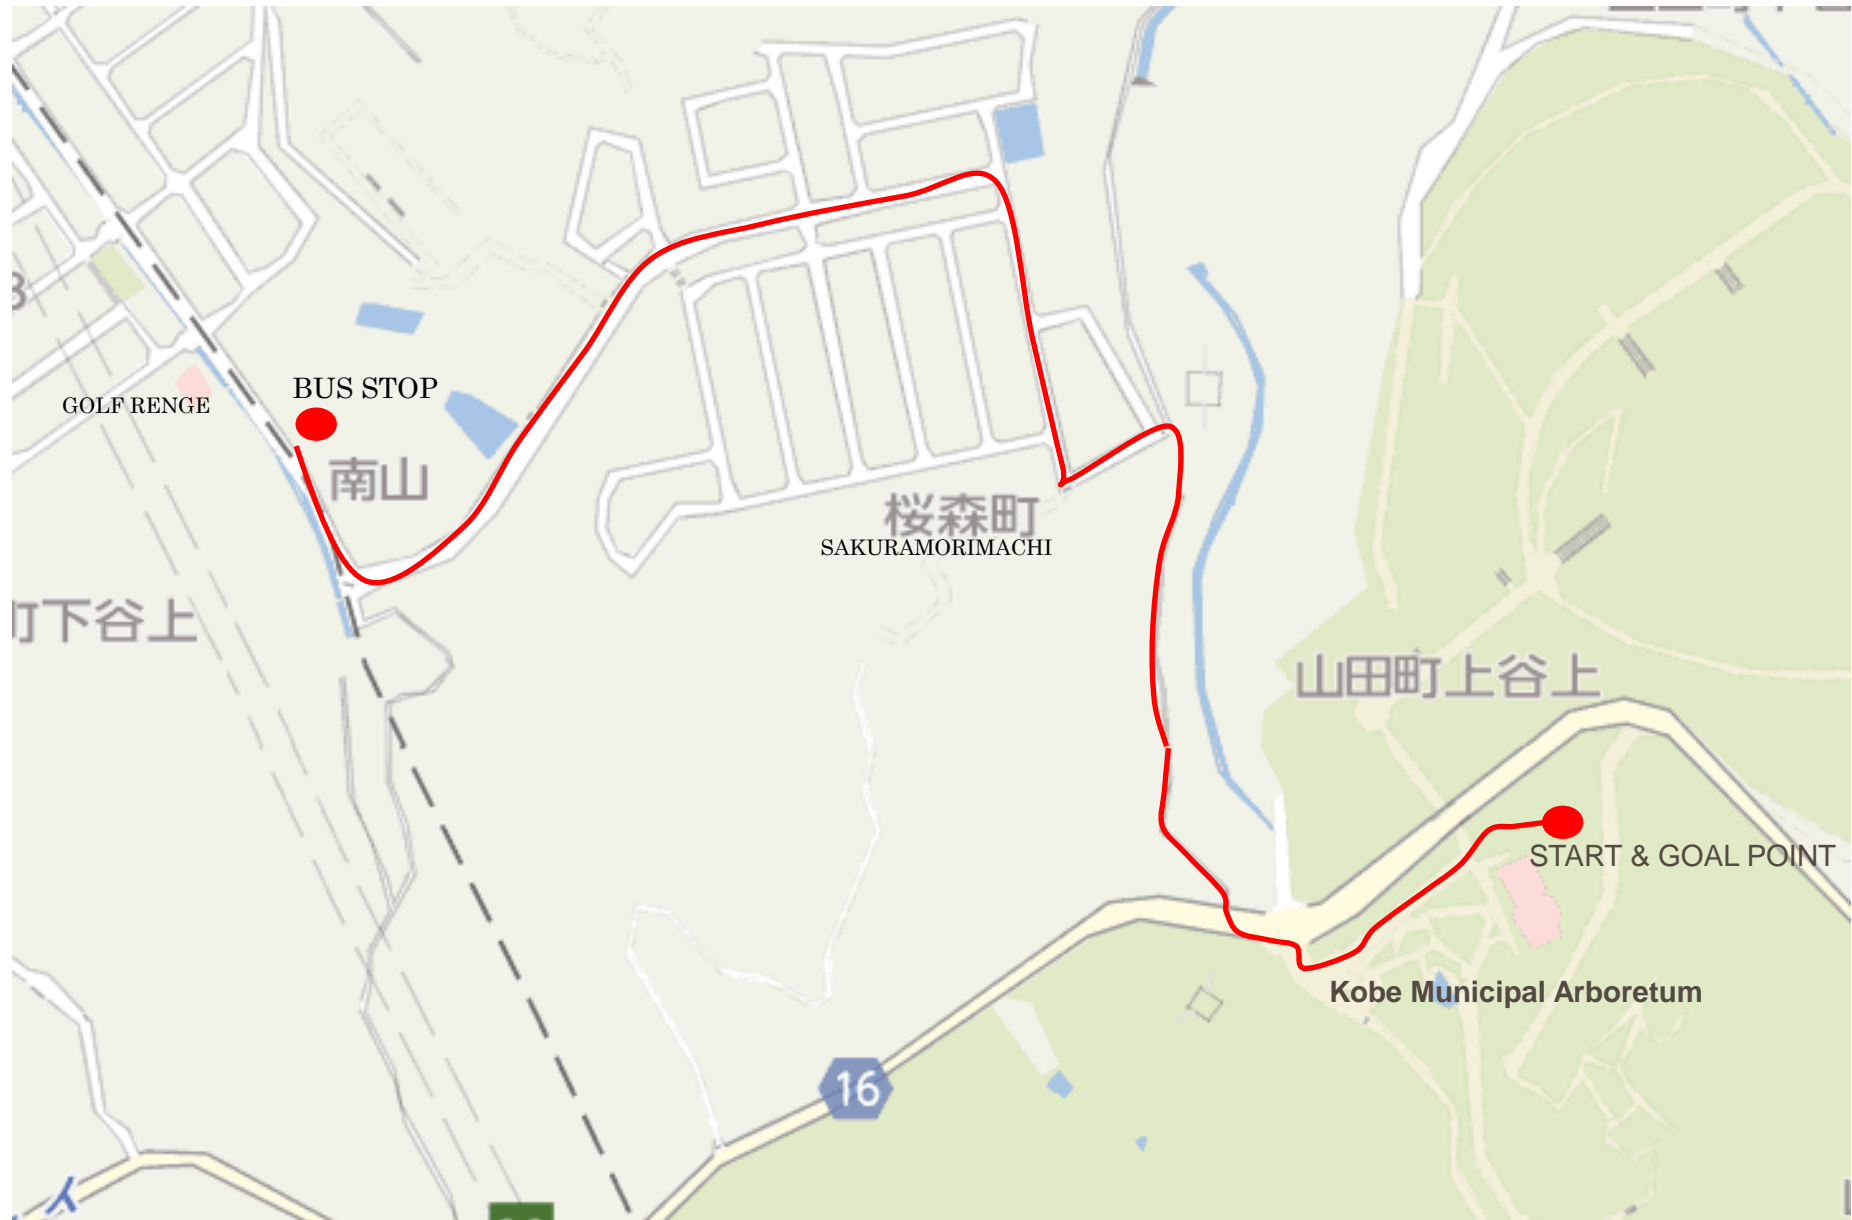 BUS STOP
GOLF RENGE
南山
桜森町
SAKURAMORIMACHI
町下谷上
山田町上谷上
START & GOAL POINT
Kobe Municipal Arboretum
16